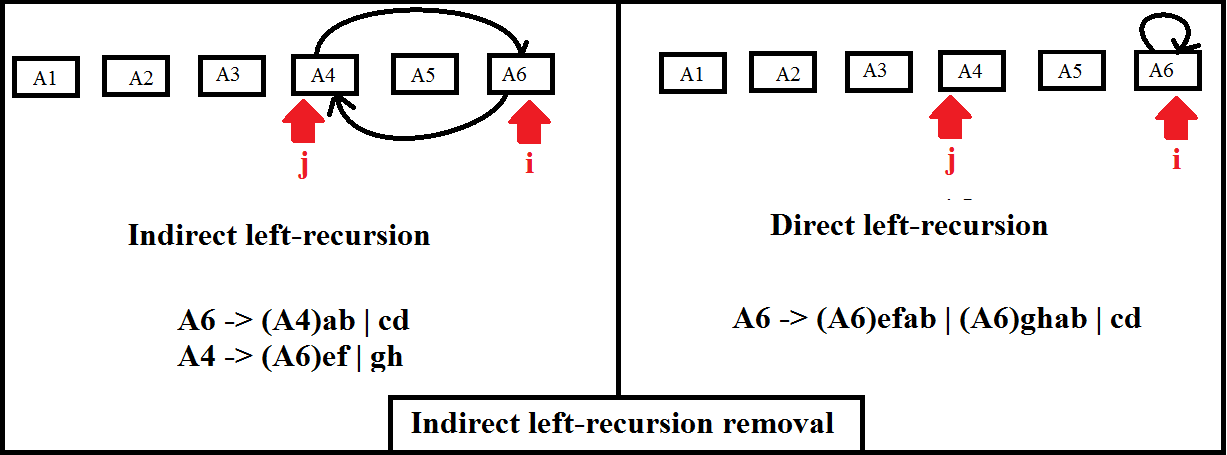 A1 A2 A3 A4 A5 A6
j i
Indirect left-recursion
A6 -> (A4)ab | cd
A4 -> (A6)ef | gh
A1 A2 A3 A4 A5 A6
j i
Direct left-recursion
A6 -> (A6)efab | (A6)ghab | cd
Indirect left-recursion removal